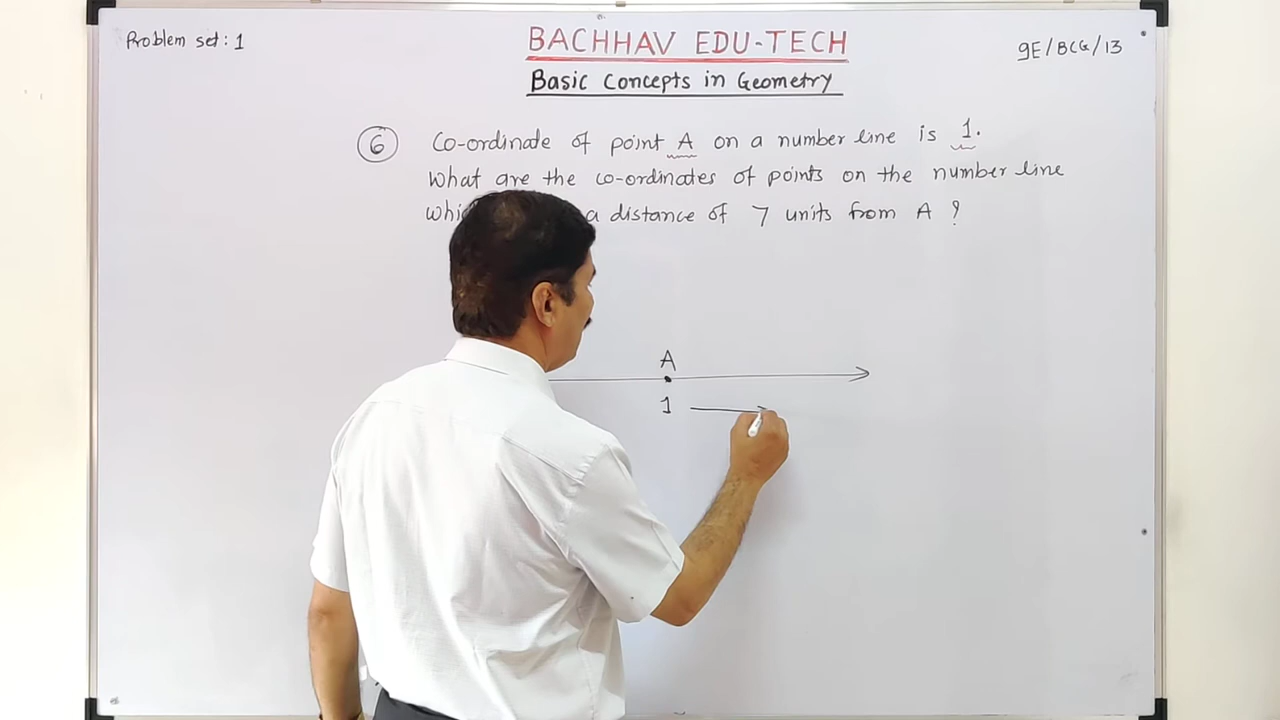 Problem set: 1
BACHHAV EDU-TECH
9E/BCG/13
Basic Concepts in Geometry
6 Co-ordinate of point A on a number line is 1.
What are the co-ordinates of points on the number line
a distance of 7 units from A ?
A
1